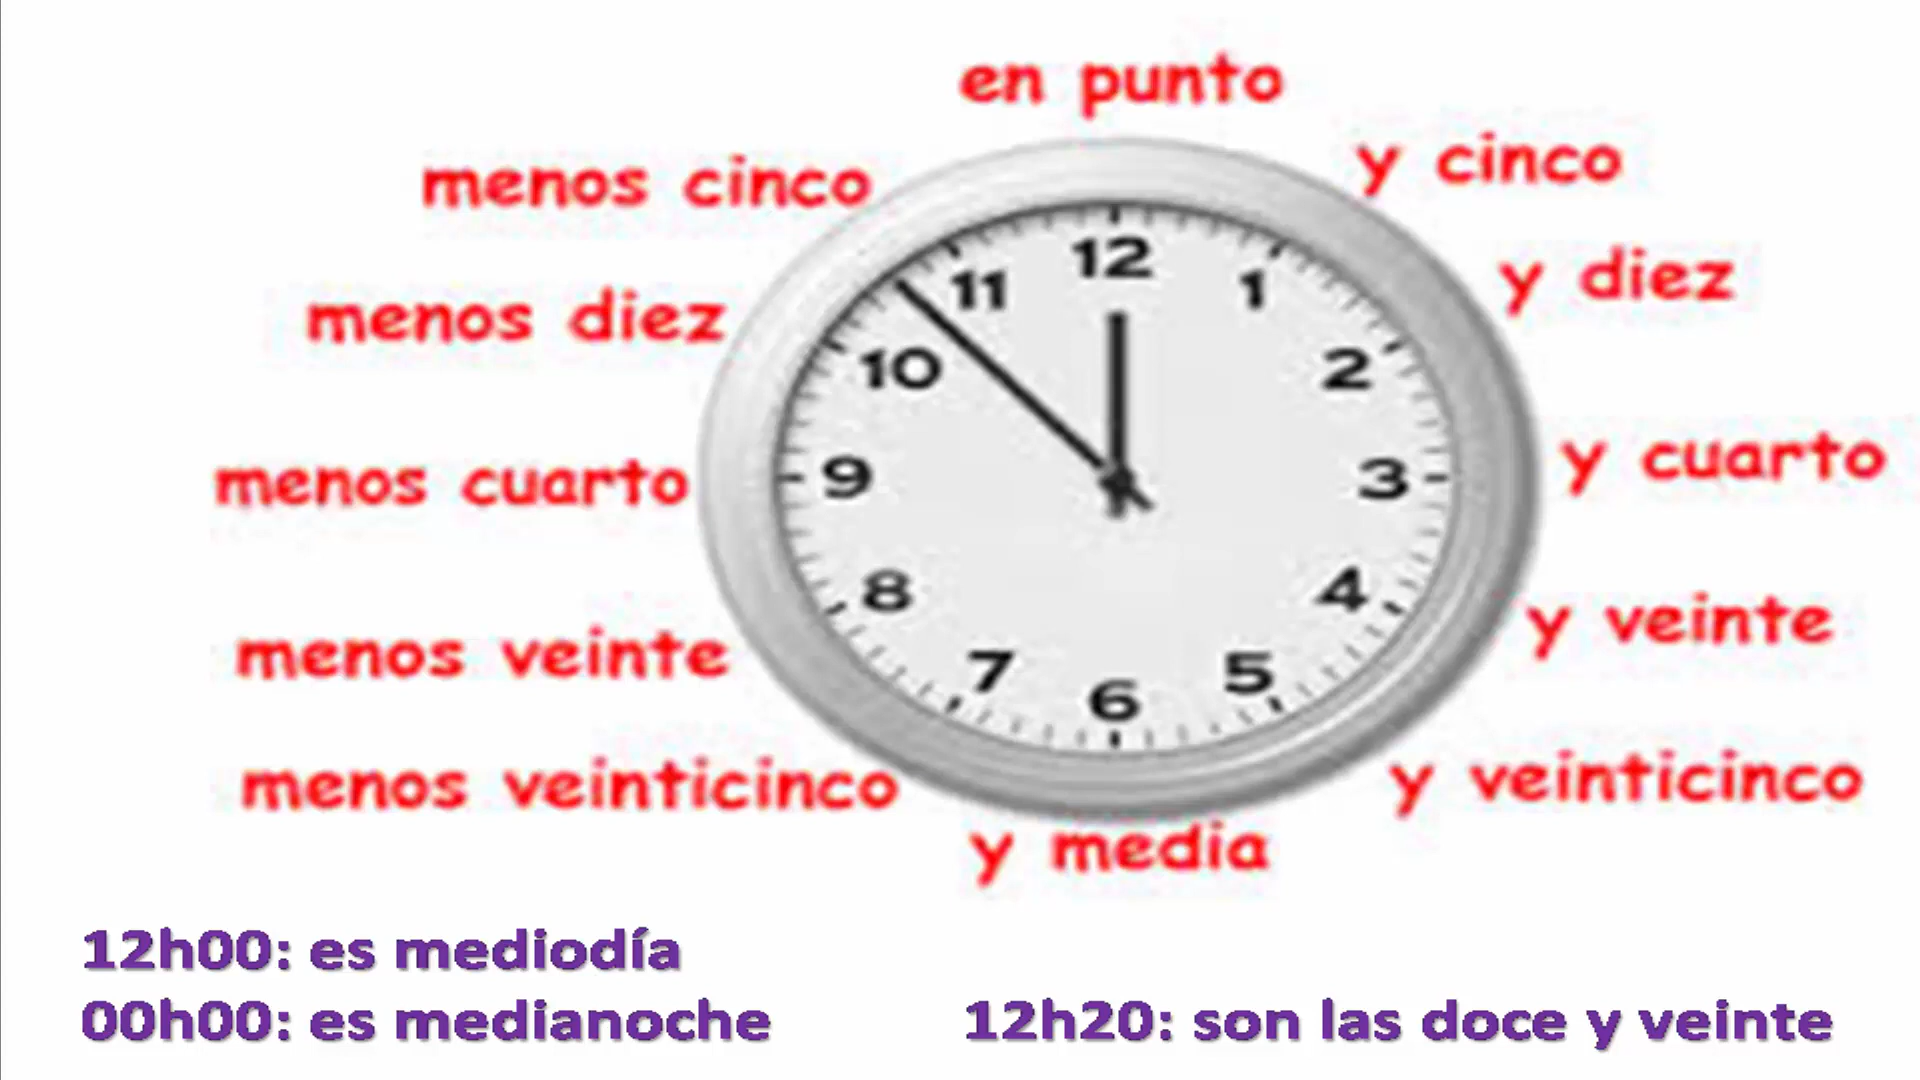 en punto
y cinco
y diez
y cuarto
y veinte
y veinticinco
y media
menos veinticinco
menos veinte
menos cuarto
menos diez
menos cinco
12
1
2
3
4
5
6
7
8
9
10
11
12h00: es mediodía
00h00: es medianoche
12h20: son las doce y veinte